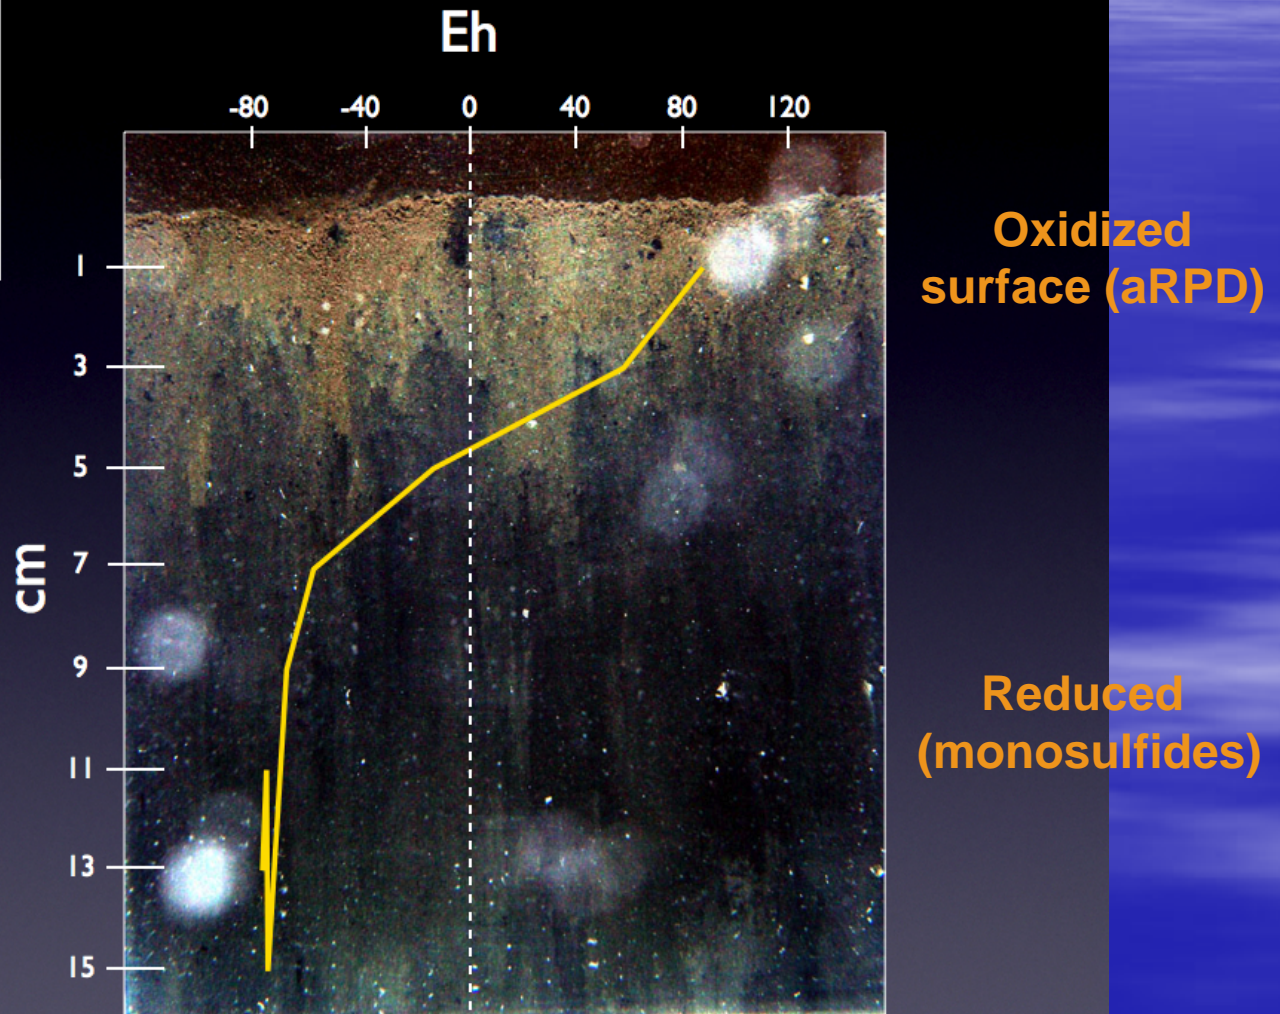 Eh
-80 -40 0 40 80 120
1
3
5
7
9
11
13
15
cm
Oxidized
surface (aRPD)
Reduced
(monosulfides)